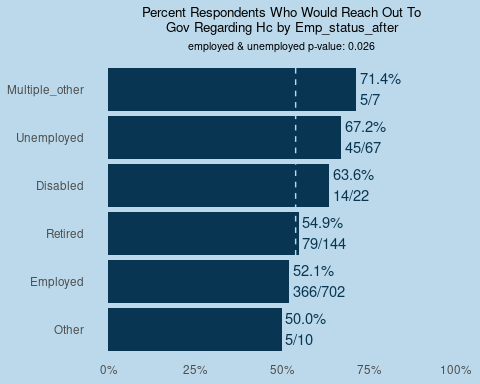 Percent Respondents Who Would Reach Out To
Gov Regarding Hc by Emp_status_after
employed & unemployed p-value: 0.026
Multiple_other
71.4%
5/7
Unemployed
67.2%
45/67
Disabled
63.6%
14/22
Retired
54.9%
79/144
Employed
52.1%
366/702
Other
50.0%
5/10
0%
25%
50%
75%
100%